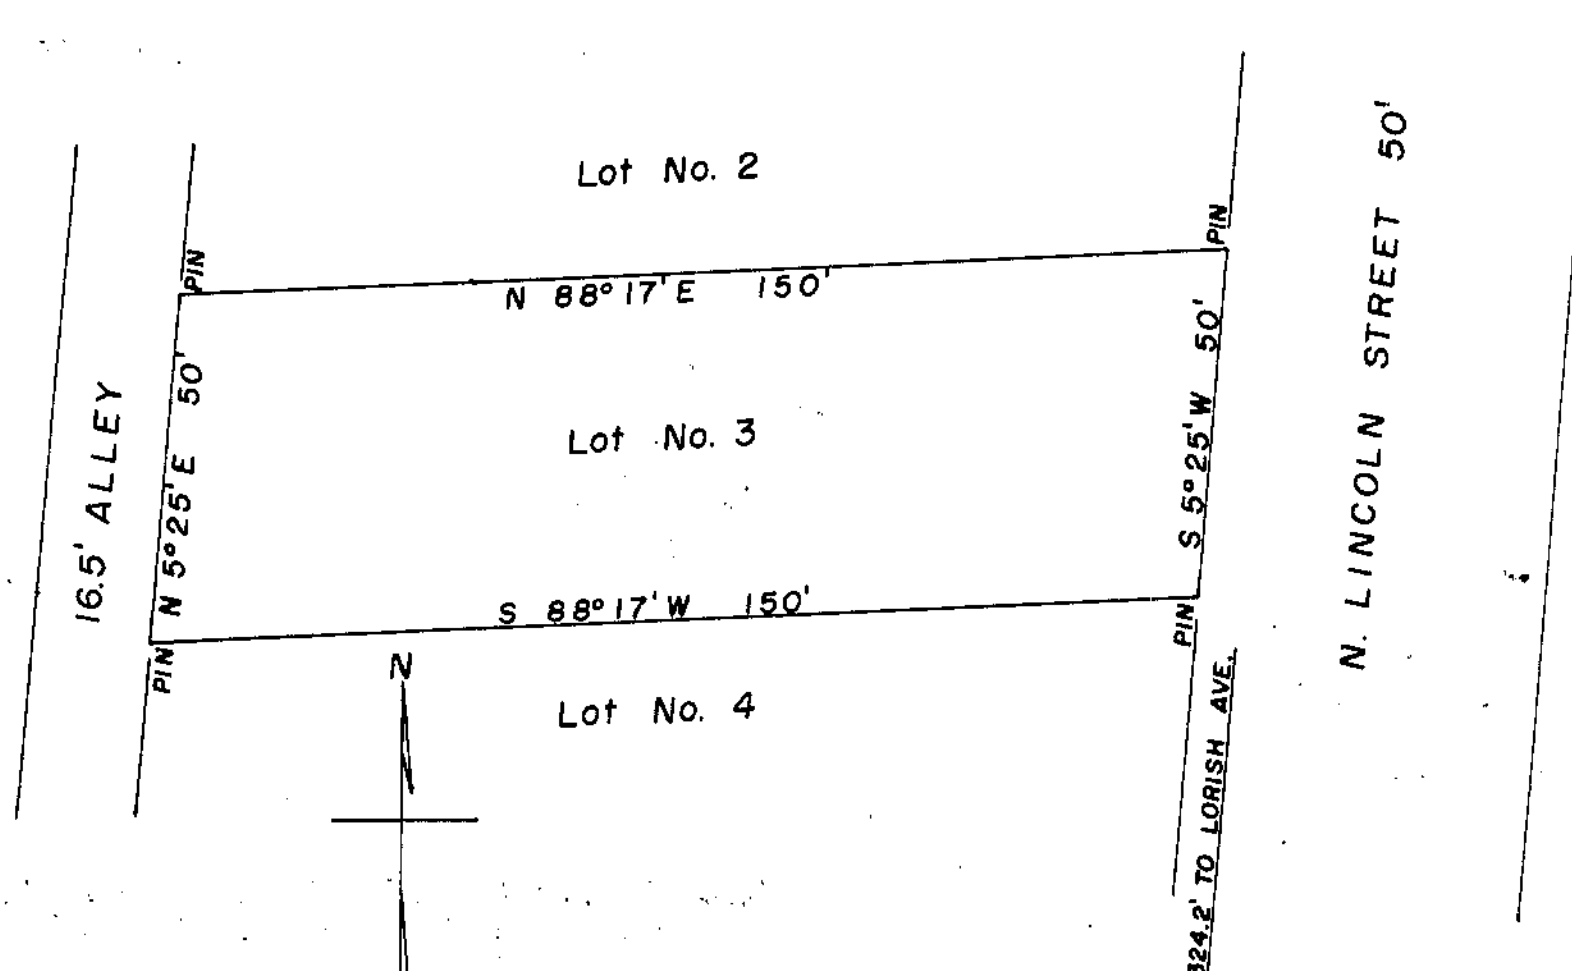 Lot No. 2
N. LINCOLN STREET 50'
PIN
PIN
N 88°17'E 150'
16.5' ALLEY
N 5°25'E 50'
Lot No. 3
S 5°25'W 50'
S 88°17'W 150'
PIN
PIN
N
Lot No. 4
324.2' TO LORISH AVE.